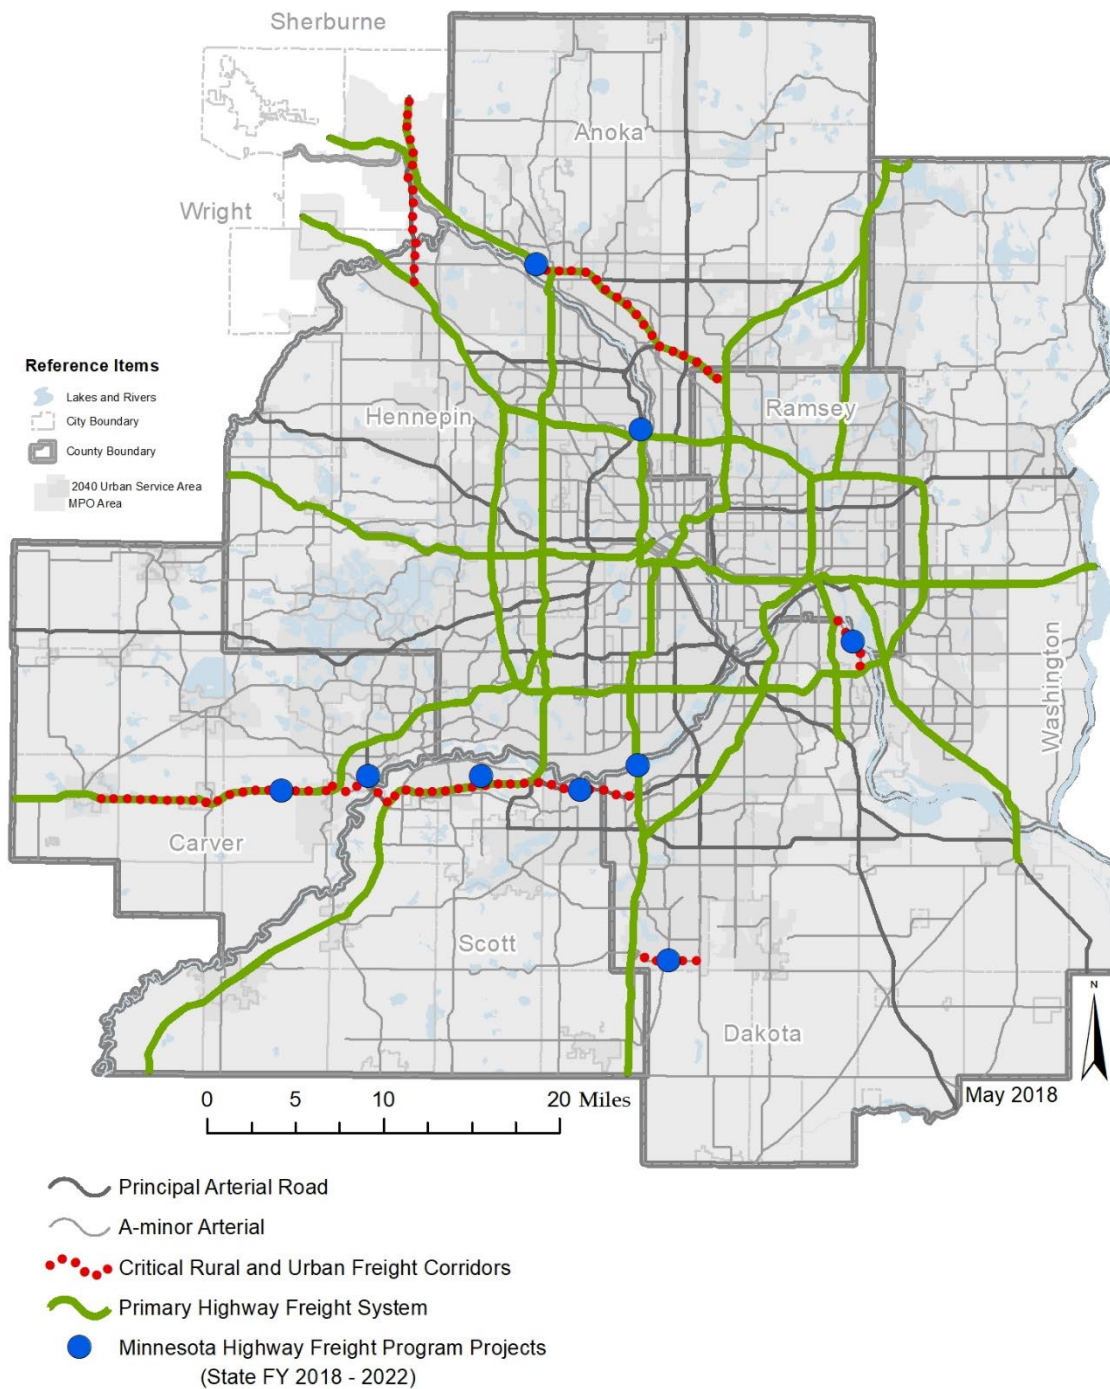 Sherburne
Anoka
Wright
Reference Items
Lakes and Rivers
City Boundary
County Boundary
2040 Urban Service Area
MPO Area
Hennepin
Ramsey
Washington
Carver
Scott
Dakota
N
May 2018
0 5 10 20 Miles
Principal Arterial Road
A-minor Arterial
Critical Rural and Urban Freight Corridors
Primary Highway Freight System
Minnesota Highway Freight Program Projects
(State FY 2018 - 2022)